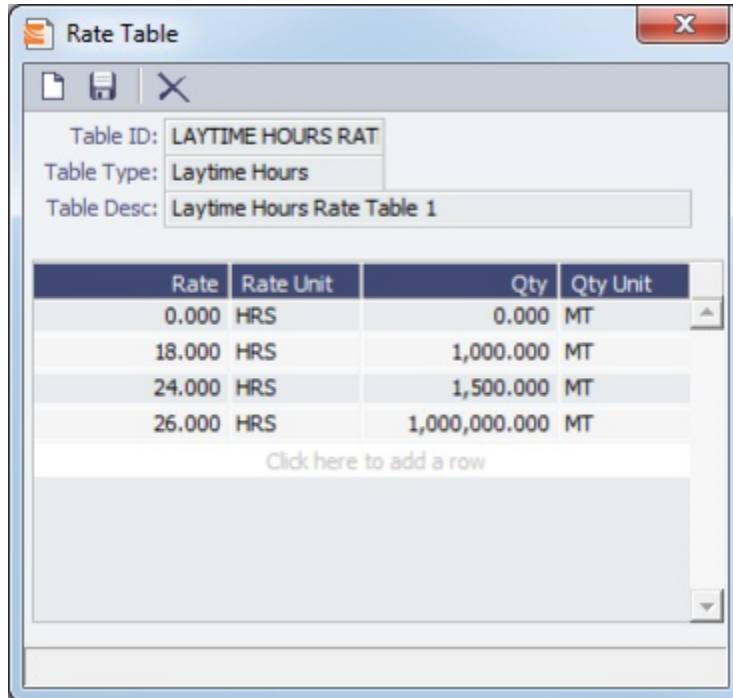 Rate Table
Table ID: LAYTIME HOURS RAT
Table Type: Laytime Hours
Table Desc: Laytime Hours Rate Table 1
Rate Rate Unit Qty Qty Unit
0.000 HRS 0.000 MT
18.000 HRS 1,000.000 MT
24.000 HRS 1,500.000 MT
26.000 HRS 1,000,000.000 MT
Click here to add a row